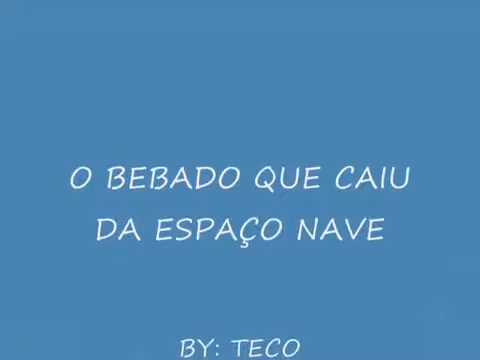 O BEBADO QUE CAIU
DA ESPAÇO NAVE
BY: TECO